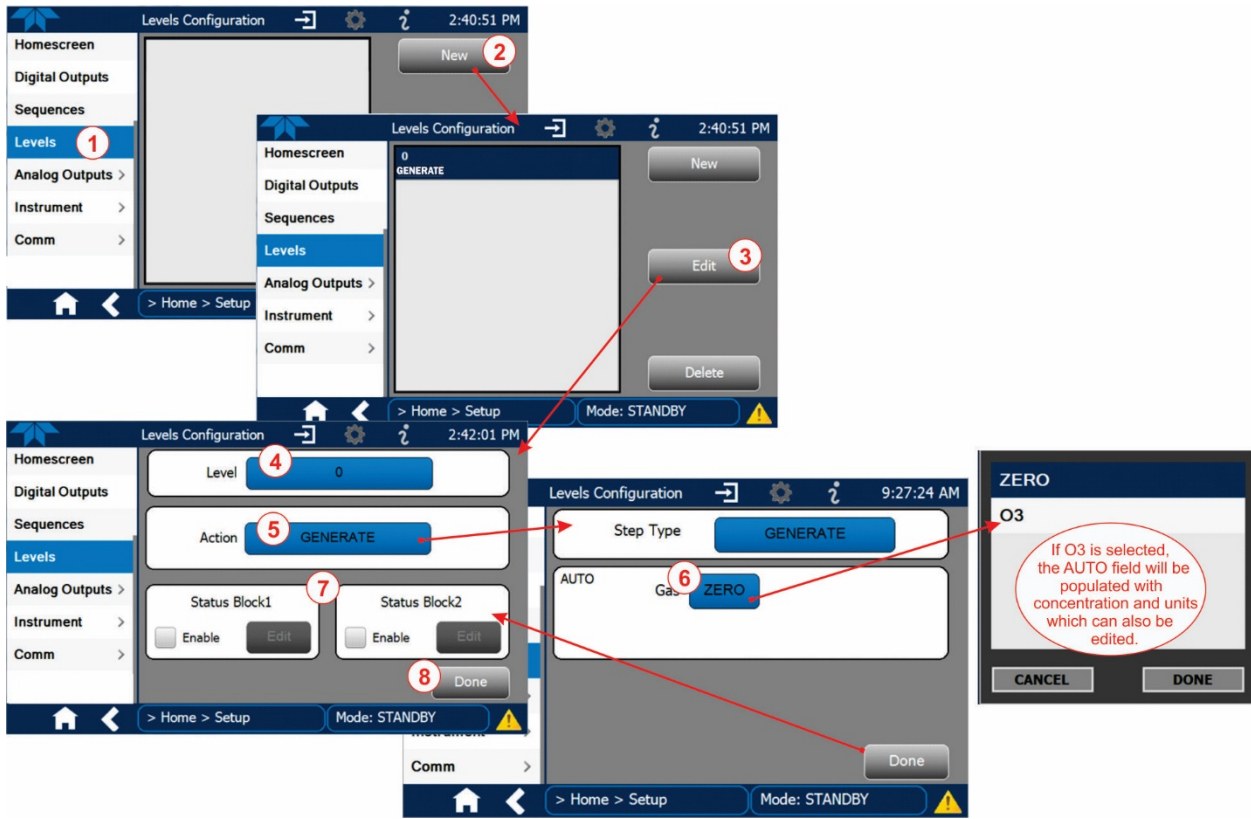 Levels Configuration
2:40:51 PM
Homescreen
Digital Outputs
Sequences
Levels
1
Analog Outputs >
Instrument >
Comm >
New
2
> Home > Setup
Levels Configuration
2:40:51 PM
Homescreen
Digital Outputs
Sequences
Levels
Analog Outputs >
Instrument >
Comm >
0
GENERATE
New
Edit
3
Delete
> Home > Setup
Mode: STANDBY
Levels Configuration
2:42:01 PM
Homescreen
Digital Outputs
Sequences
Levels
Analog Outputs >
Instrument >
Comm >
Level
4
0
Action
5
GENERATE
7
Status Block1
Enable
Edit
Status Block2
Enable
Edit
8
Done
> Home > Setup
Mode: STANDBY
Levels Configuration
9:27:24 AM
Step Type
GENERATE
AUTO
Gas
6
ZERO
Done
Comm >
> Home > Setup
Mode: STANDBY
ZERO
O3
If O3 is selected,
the AUTO field will be
populated with
concentration and units
which can also be
edited.
CANCEL
DONE